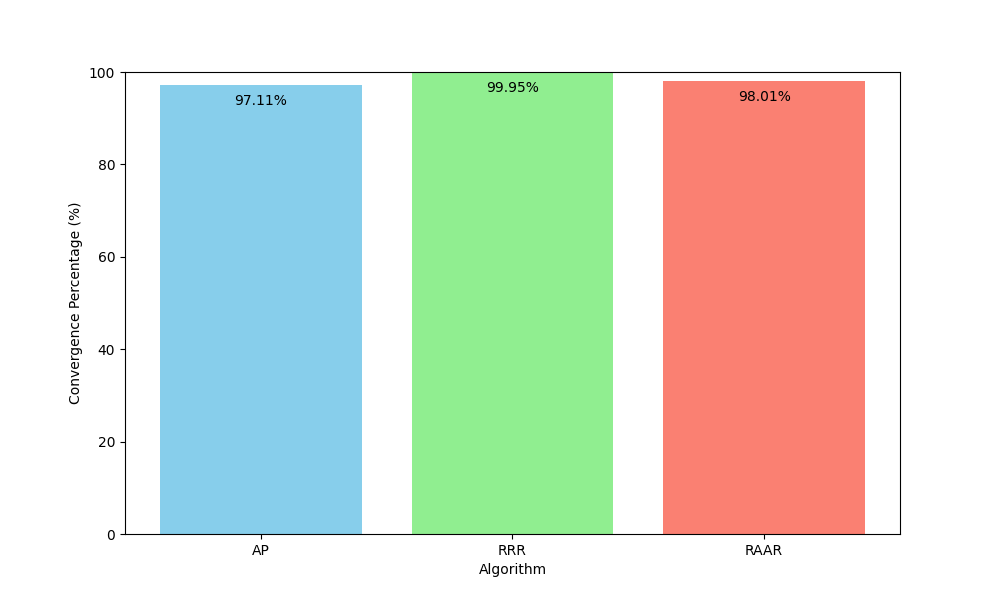 100
80
60
40
20
0
Convergence Percentage (%)
97.11%
99.95%
98.01%
AP
RRR
RAAR
Algorithm